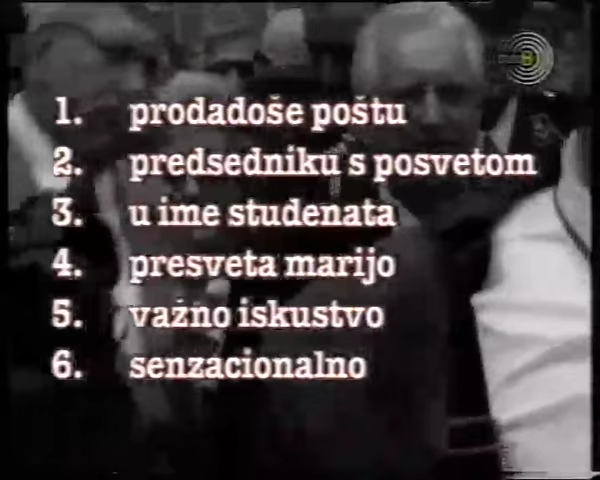 1. prodadoše poštu
2. predsedniku s posvetom
3. u ime studenata
4. presveta marijo
5. važno iskustvo
6. senzacionalno